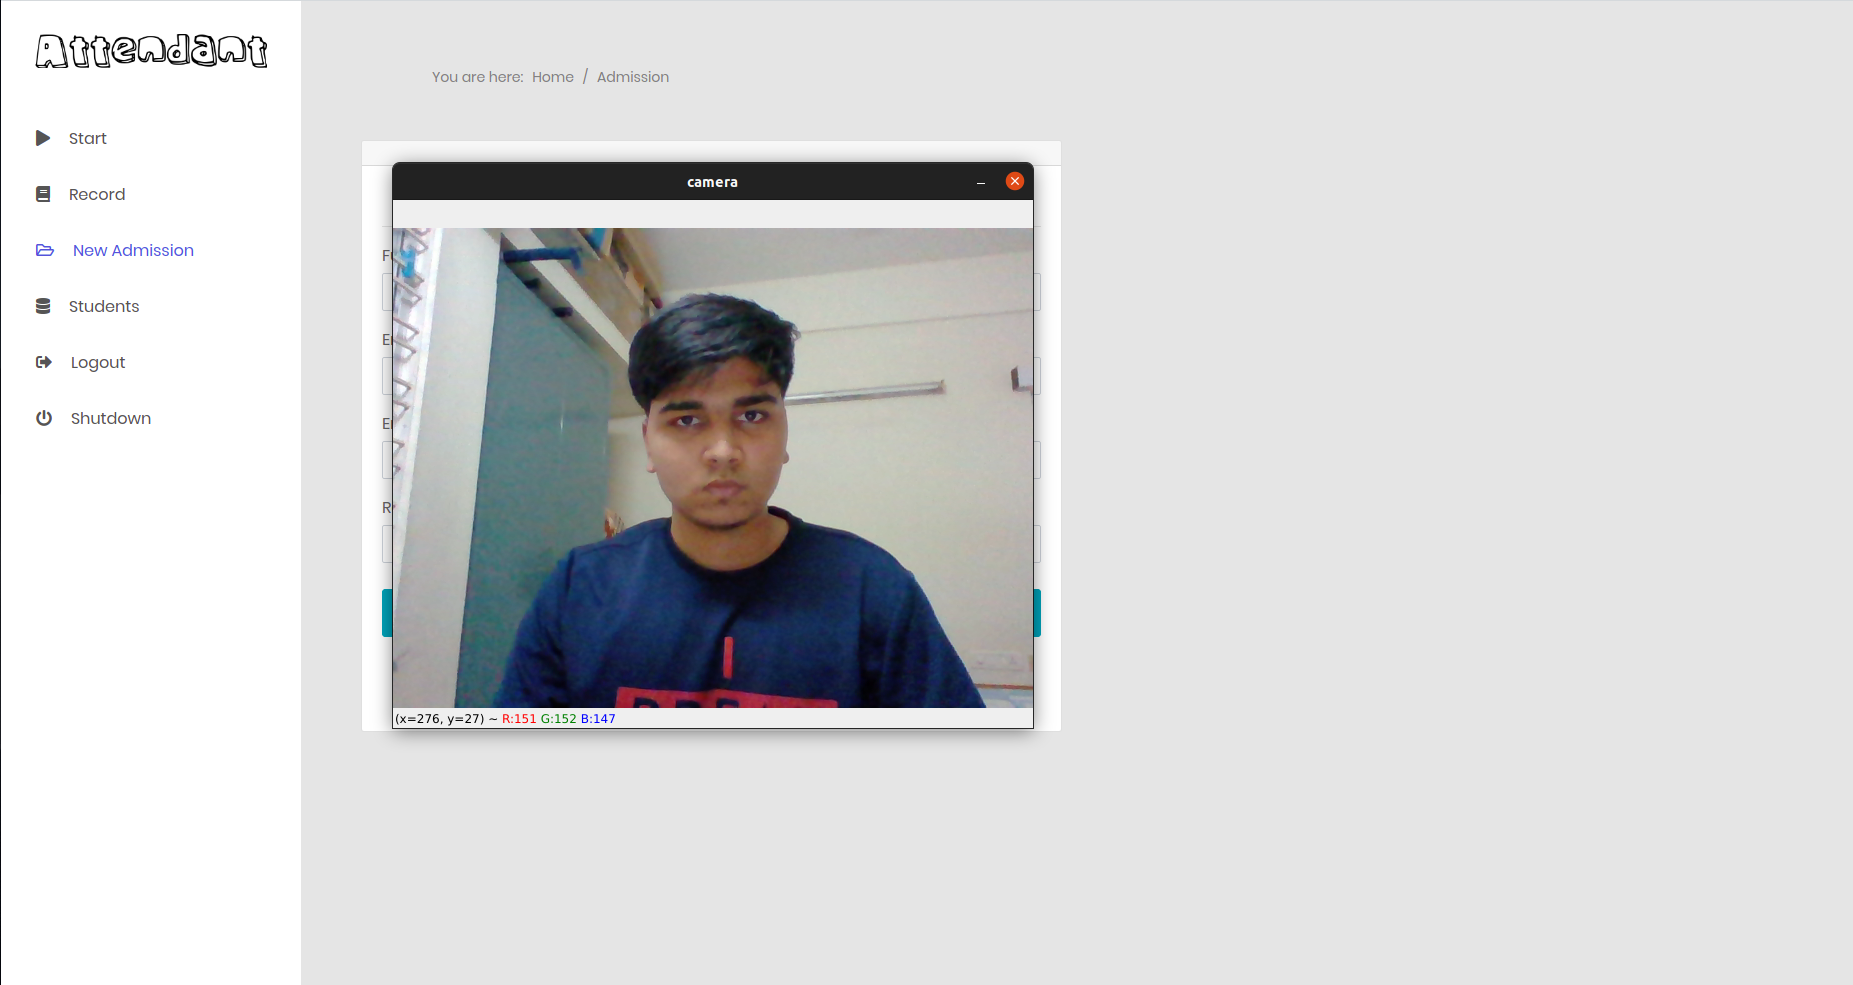 Attendant
You are here: Home / Admission
Start
Record
New Admission
Students
Logout
Shutdown
camera
(x=276, y=27) ~ R:151 G:152 B:147